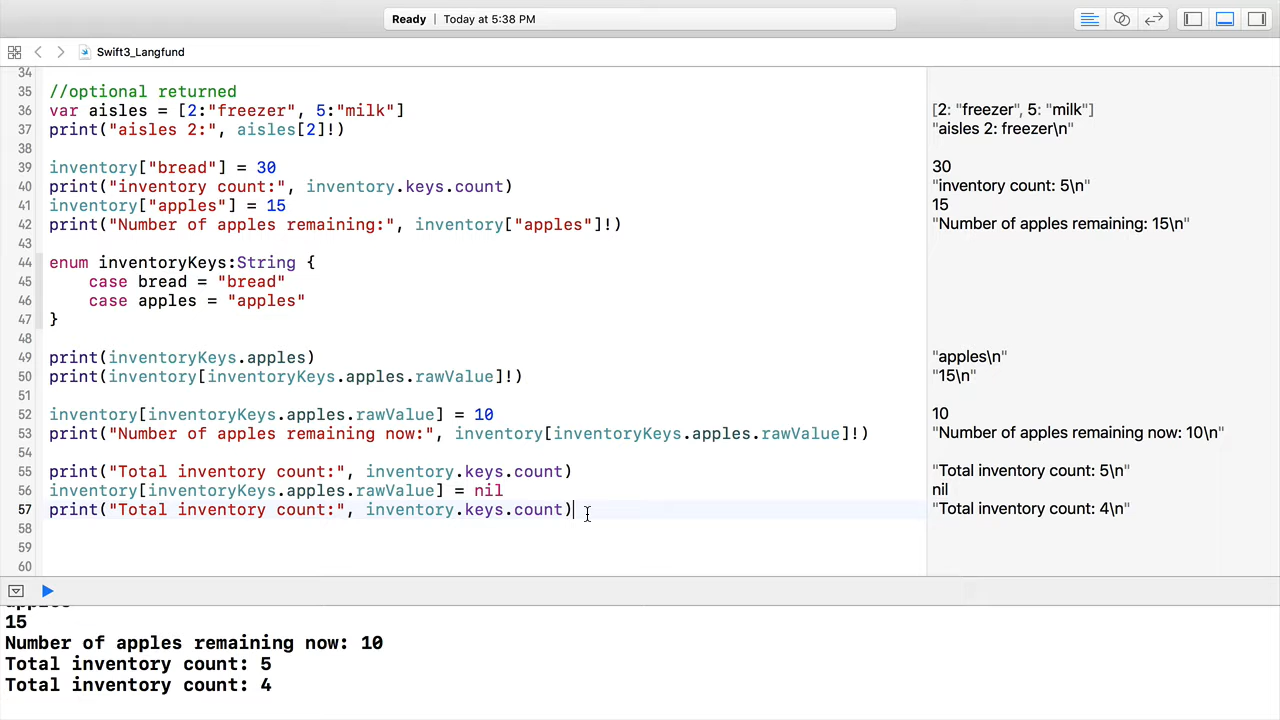 Ready | Today at 5:38 PM
Swift3_Langfund
34
35 //optional returned
36 var aisles = [2:"freezer", 5:"milk"] [2: "freezer", 5: "milk"]
37 print("aisles 2:", aisles[2]!) "aisles 2: freezer\n"
38
39 inventory["bread"] = 30 30
40 print("inventory count:", inventory.keys.count) "inventory count: 5\n"
41 inventory["apples"] = 15 15
42 print("Number of apples remaining:", inventory["apples"]!) "Number of apples remaining: 15\n"
43
44 enum inventoryKeys:String {
45 case bread = "bread"
46 case apples = "apples"
47 }
48
49 print(inventoryKeys.apples) "apples\n"
50 print(inventory[inventoryKeys.apples.rawValue]!) "15\n"
51
52 inventory[inventoryKeys.apples.rawValue] = 10 10
53 print("Number of apples remaining now:", inventory[inventoryKeys.apples.rawValue]!) "Number of apples remaining now: 10\n"
54
55 print("Total inventory count:", inventory.keys.count) "Total inventory count: 5\n"
56 inventory[inventoryKeys.apples.rawValue] = nil nil
57 print("Total inventory count:", inventory.keys.count) "Total inventory count: 4\n"
58
59
60
apples
15
Number of apples remaining now: 10
Total inventory count: 5
Total inventory count: 4